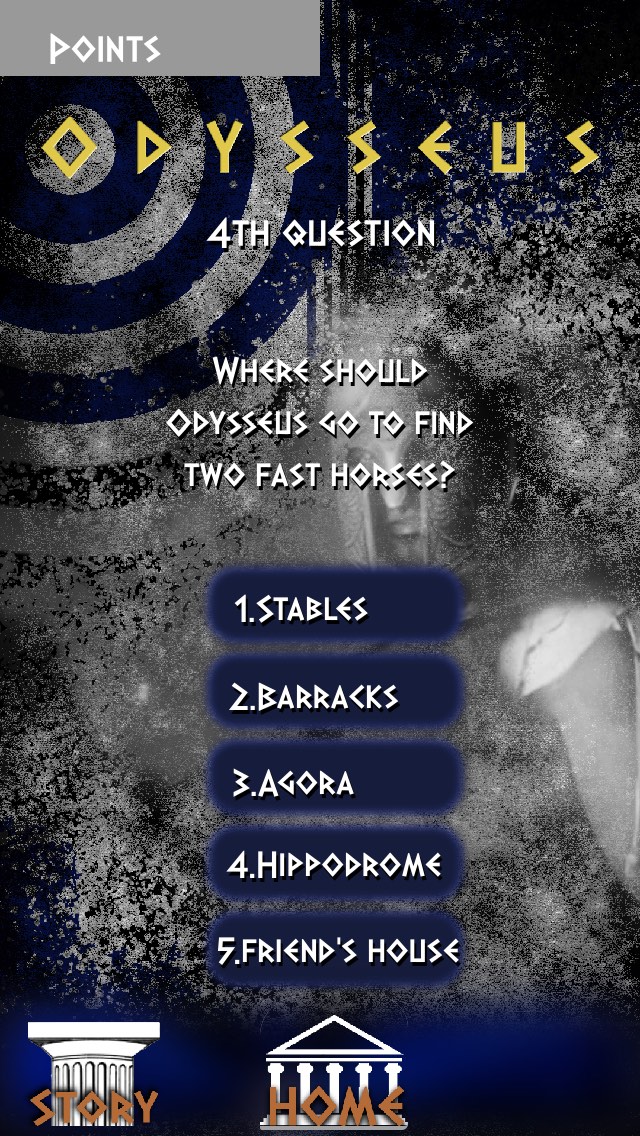 Points
Odysseus
4th question
Where should
Odysseus go to find
two fast horses?
1.Stables
2.Barracks
3.Agora
4.Hippodrome
5.friend's house
Story
Home